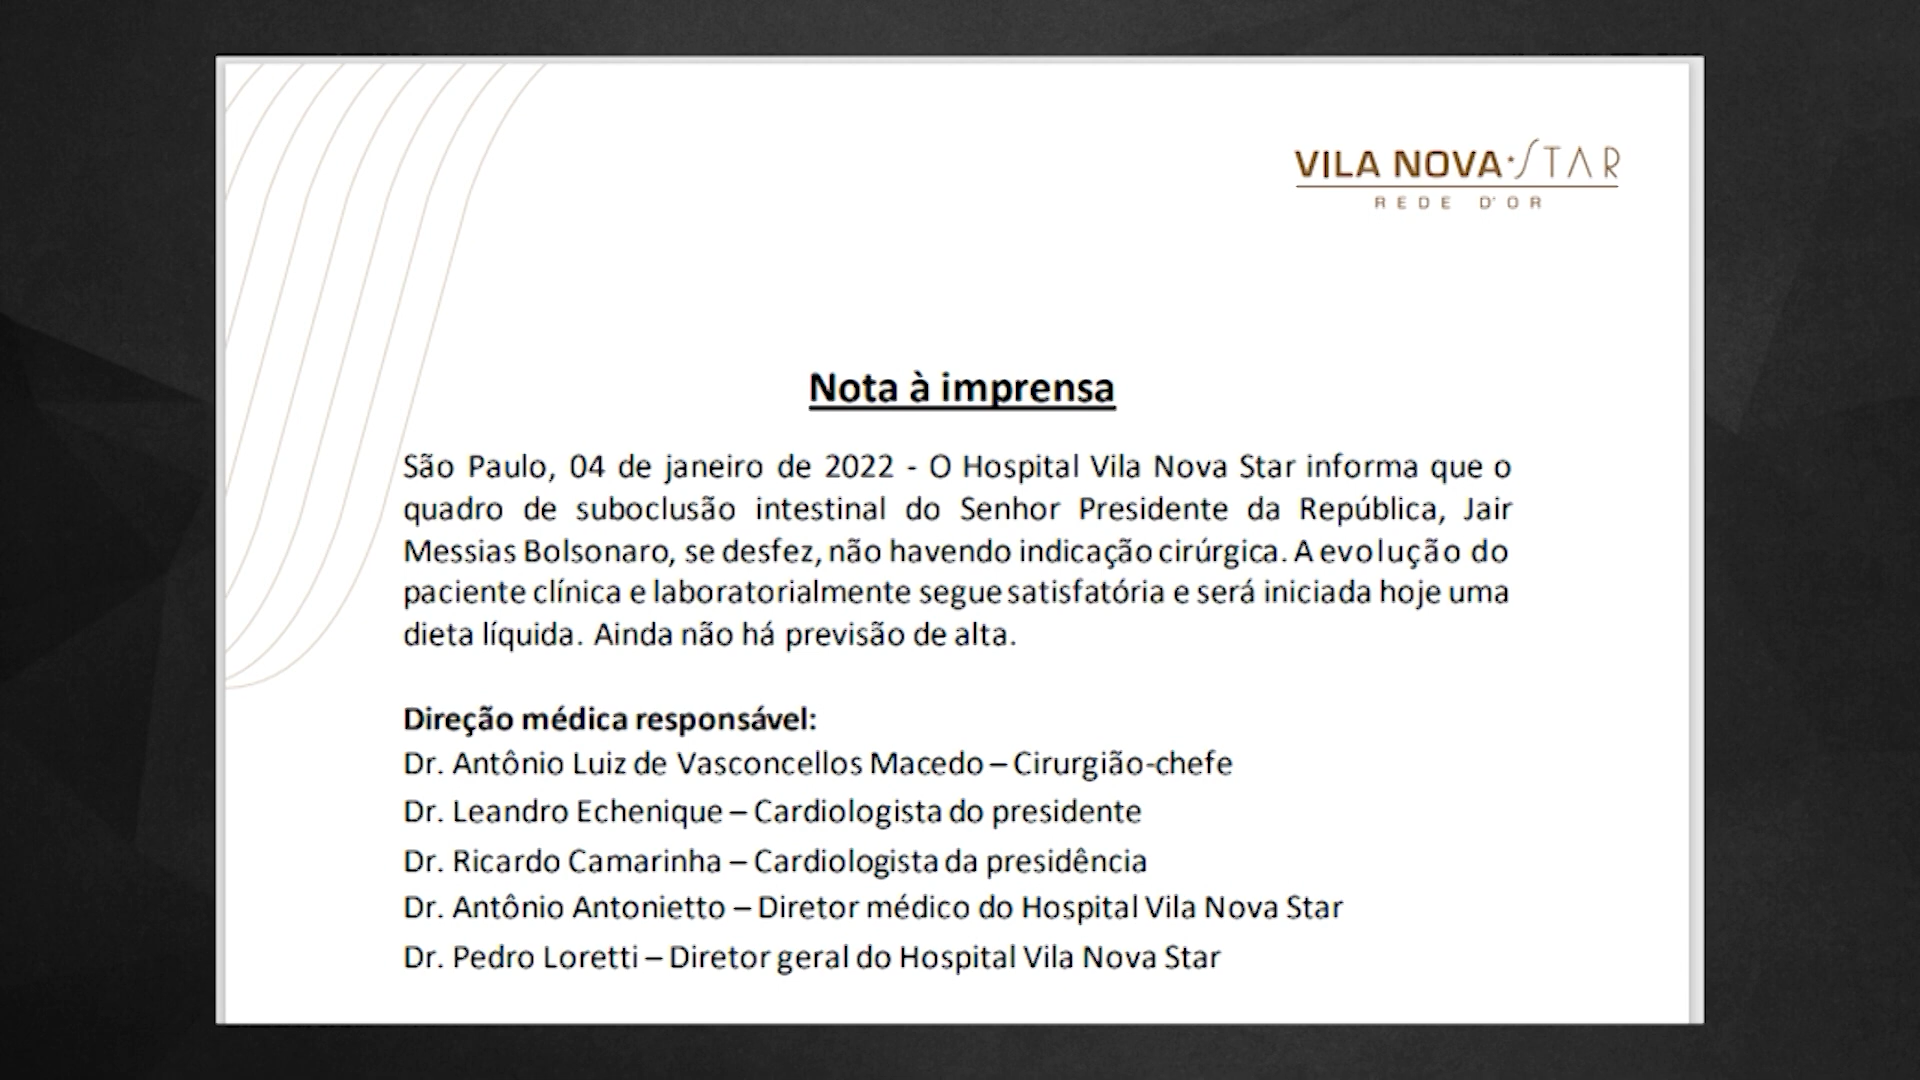 VILA NOVA STAR
REDE D'OR
Nota à imprensa
São Paulo, 04 de janeiro de 2022 - O Hospital Vila Nova Star informa que o
quadro de suboclusão intestinal do Senhor Presidente da República, Jair
Messias Bolsonaro, se desfez, não havendo indicação cirúrgica. A evolução do
paciente clínica e laboratorialmente segue satisfatória e será iniciada hoje uma
dieta líquida. Ainda não há previsão de alta.
Direção médica responsável:
Dr. Antônio Luiz de Vasconcellos Macedo – Cirurgião-chefe
Dr. Leandro Echenique – Cardiologista do presidente
Dr. Ricardo Camarinha – Cardiologista da presidência
Dr. Antônio Antonietto – Diretor médico do Hospital Vila Nova Star
Dr. Pedro Loretti – Diretor geral do Hospital Vila Nova Star